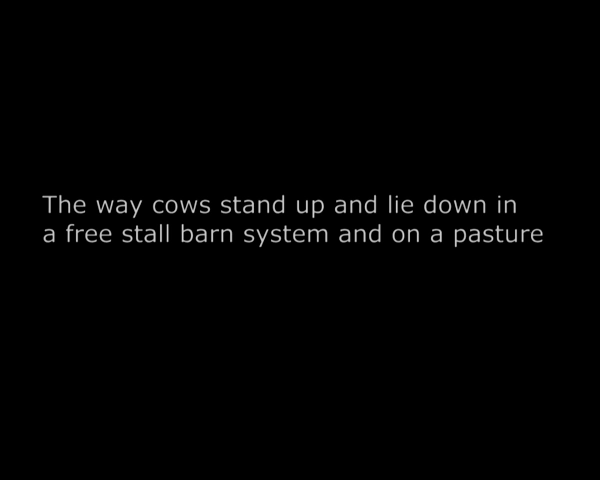 The way cows stand up and lie down in
a free stall barn system and on a pasture